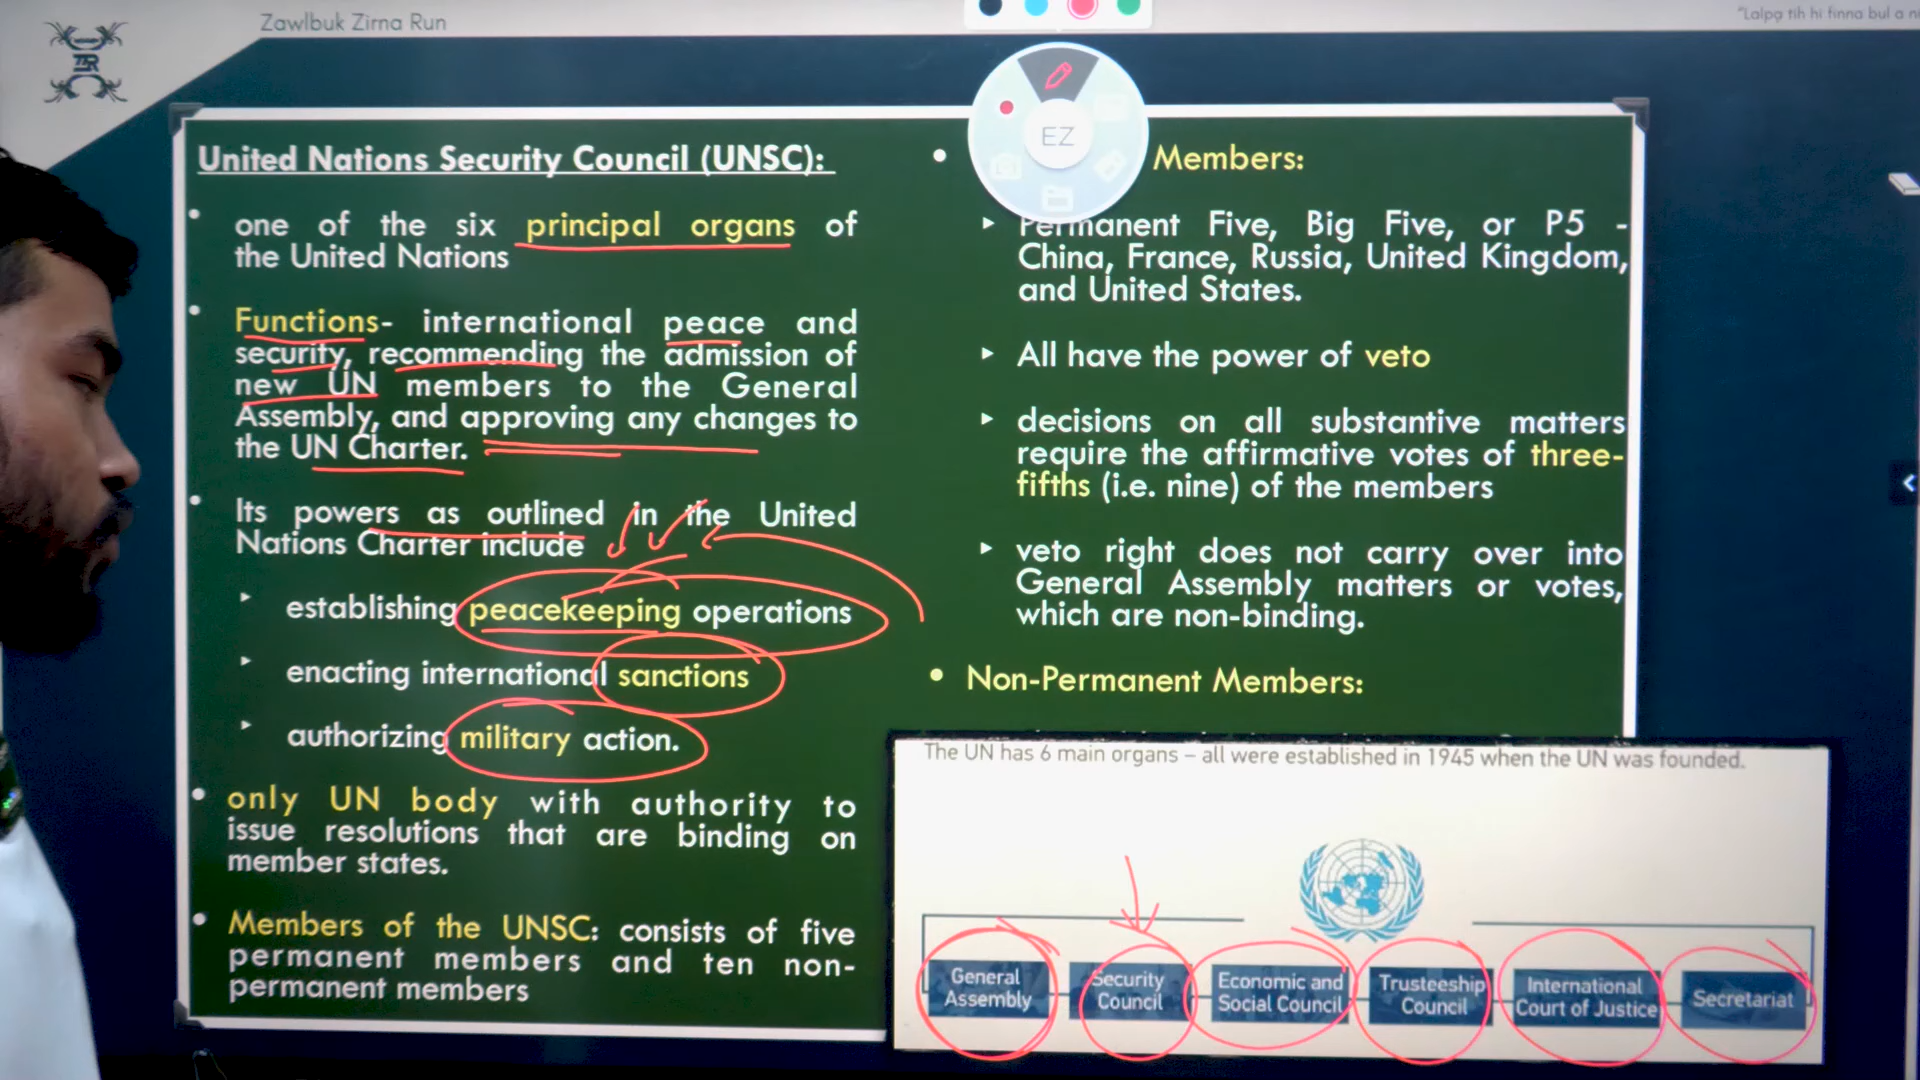 Zawlbuk Zirna Run
"Lalpa tih hi finna bul a ni
EZ
United Nations Security Council (UNSC):
one of the six principal organs of
the United Nations
Functions- international peace and
security, recommending the admission of
new UN members to the General
Assembly, and approving any changes to
the UN Charter.
Its powers as outlined in the United
Nations Charter include
establishing peacekeeping operations
enacting international sanctions
authorizing military action.
only UN body with authority to
issue resolutions that are binding on
member states.
Members of the UNSC: consists of five
permanent members and ten non-
permanent members
Members:
Permanent Five, Big Five, or P5 -
China, France, Russia, United Kingdom,
and United States.
All have the power of veto
decisions on all substantive matters
require the affirmative votes of three-
fifths (i.e. nine) of the members
veto right does not carry over into
General Assembly matters or votes,
which are non-binding.
Non-Permanent Members:
The UN has 6 main organs – all were established in 1945 when the UN was founded.
General
Assembly
Security
Council
Economic and
Social Council
Trusteeship
Council
International
Court of Justice
Secretariat